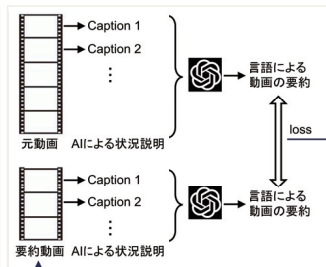 Caption 1
Caption 2
⋮
言語による
動画の要約
元動画 AIによる状況説明
loss
Caption 1
Caption 2
⋮
言語による
動画の要約
要約動画 AIによる状況説明